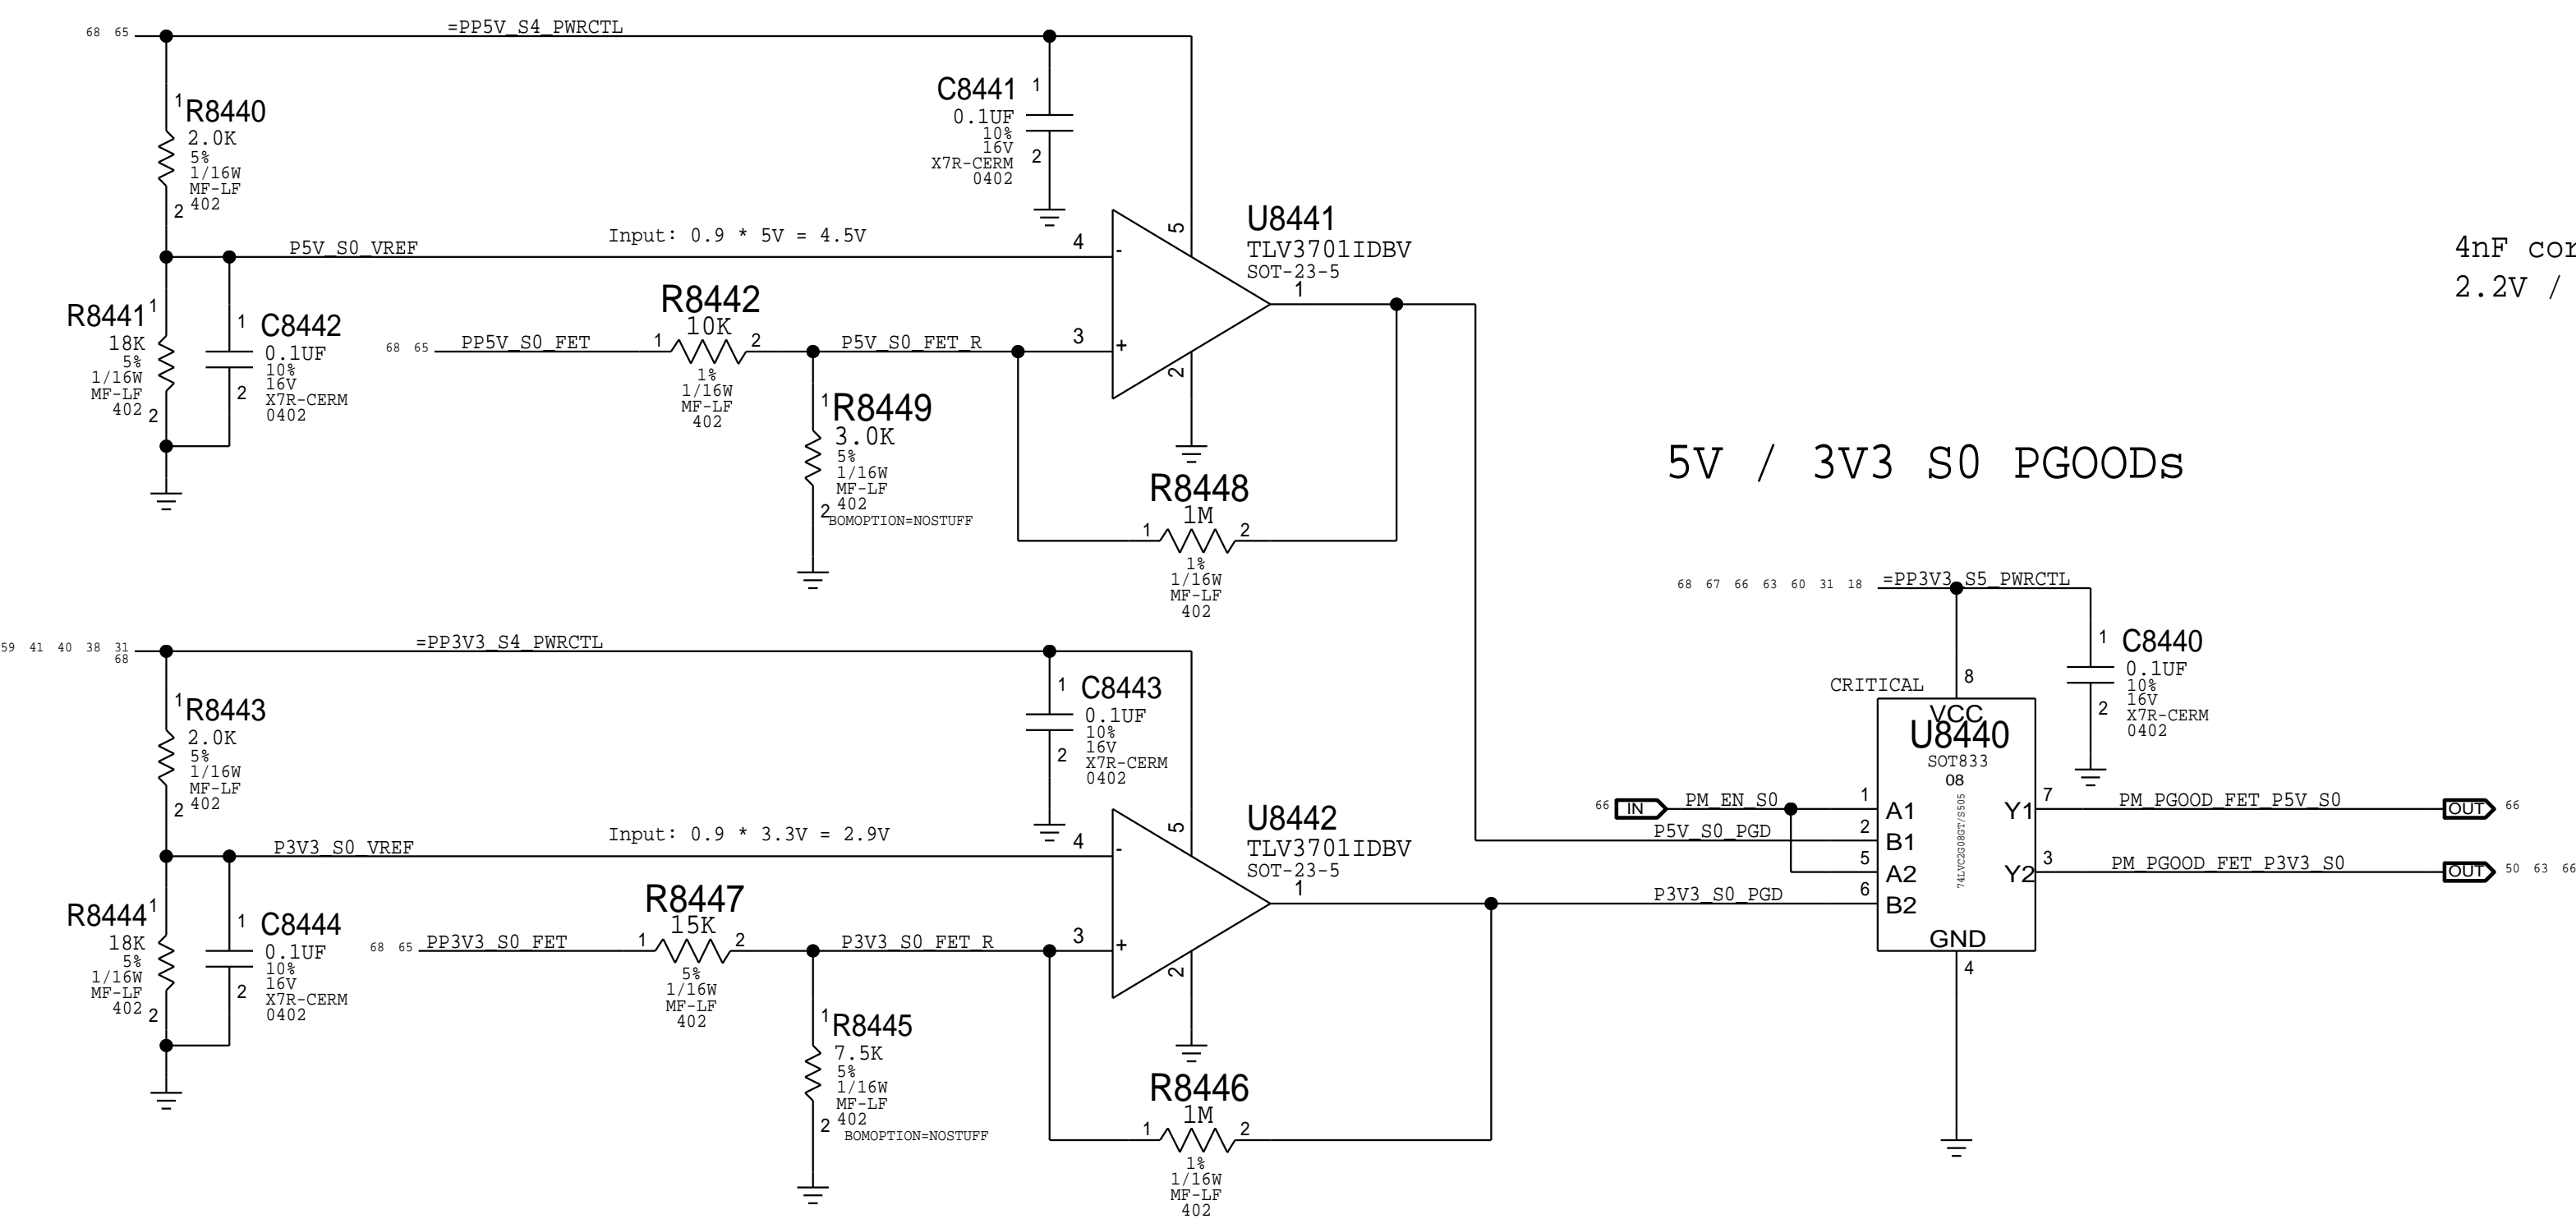 68 65
=PP5V_S4_PWRCTL
1
R8440
2.0K
5%
1/16W
MF-LF
402
2
C8441
1
0.1UF
10%
16V
X7R-CERM
0402
2
P5V_S0_VREF
Input: 0.9 * 5V = 4.5V
4
-
5
U8441
TLV3701IDBV
SOT-23-5
1
4nF
2.2V /
R8441
1
18K
5%
1/16W
MF-LF
402
2
1
C8442
0.1UF
10%
16V
X7R-CERM
0402
2
68 65
PP5V_S0_FET
R8442
10K
1
2
1%
1/16W
MF-LF
402
P5V_S0_FET_R
3
+
2
1
R8449
3.0K
5%
1/16W
MF-LF
402
2
BOMOPTION=NOSTUFF
R8448
1M
1
2
1%
1/16W
MF-LF
402
5V / 3V3 S0 PGOODs
68 67 66 63 60 31 18
=PP3V3_S5_PWRCTL
1
C8440
0.1UF
10%
16V
X7R-CERM
0402
2
59 41 40 38 31
68
=PP3V3_S4_PWRCTL
1
R8443
2.0K
5%
1/16W
MF-LF
402
2
1
C8443
0.1UF
10%
16V
X7R-CERM
0402
2
P3V3_S0_VREF
Input: 0.9 * 3.3V = 2.9V
4
-
5
U8442
TLV3701IDBV
SOT-23-5
1
R8444
1
18K
5%
1/16W
MF-LF
402
2
1
C8444
0.1UF
10%
16V
X7R-CERM
0402
2
68 65
PP3V3_S0_FET
R8447
15K
1
2
5%
1/16W
MF-LF
402
P3V3_S0_FET_R
3
+
2
1
R8445
7.5K
5%
1/16W
MF-LF
402
2
BOMOPTION=NOSTUFF
R8446
1M
1
2
1%
1/16W
MF-LF
402
CRITICAL
8
VCC
U8440
SOT833
08
74LVC2G08GT/S505
66
IN
PM_EN_S0
1
A1
P5V_S0_PGD
2
B1
5
A2
P3V3_S0_PGD
6
B2
GND
4
Y1
7
PM_PGOOD_FET_P5V_S0
OUT
66
Y2
3
PM_PGOOD_FET_P3V3_S0
OUT
50 63 66